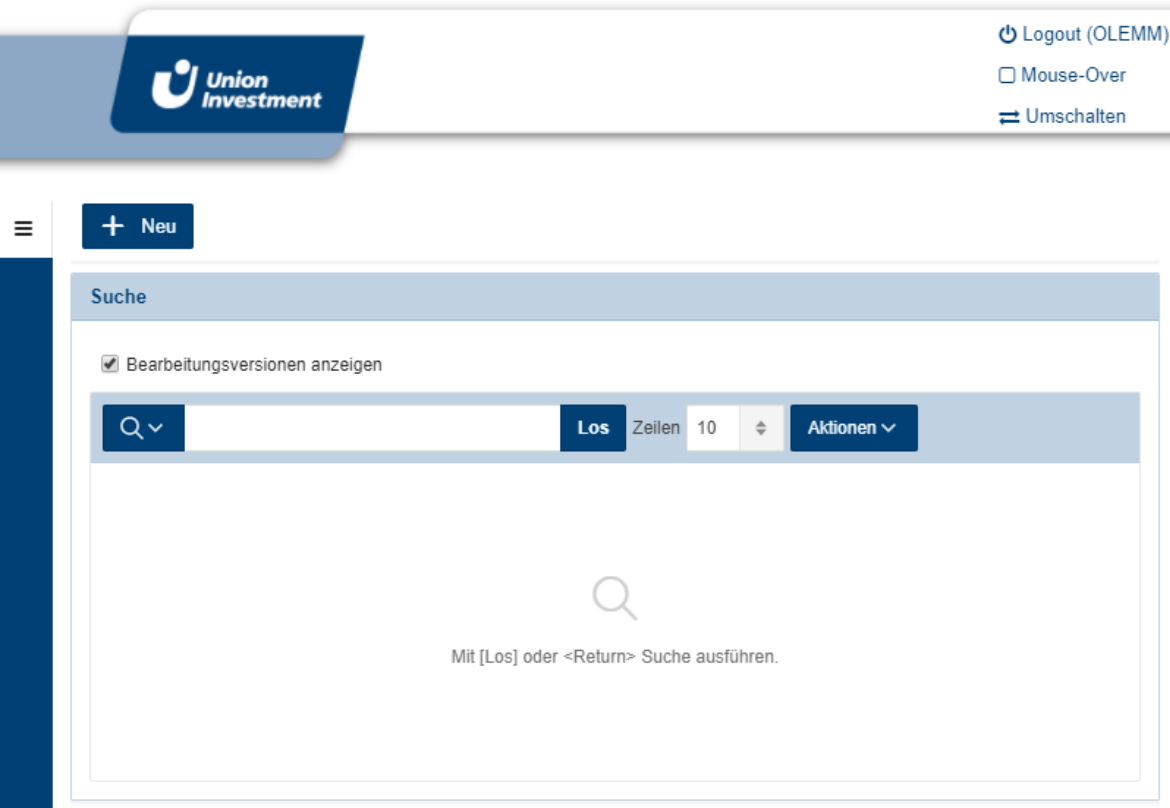 Logout (OLEMM)
Union
Investment
Mouse-Over
Umschalten
Neu
Suche
Bearbeitungsversionen anzeigen
Los Zeilen 10 Aktionen
Mit [Los] oder <Return> Suche ausführen.